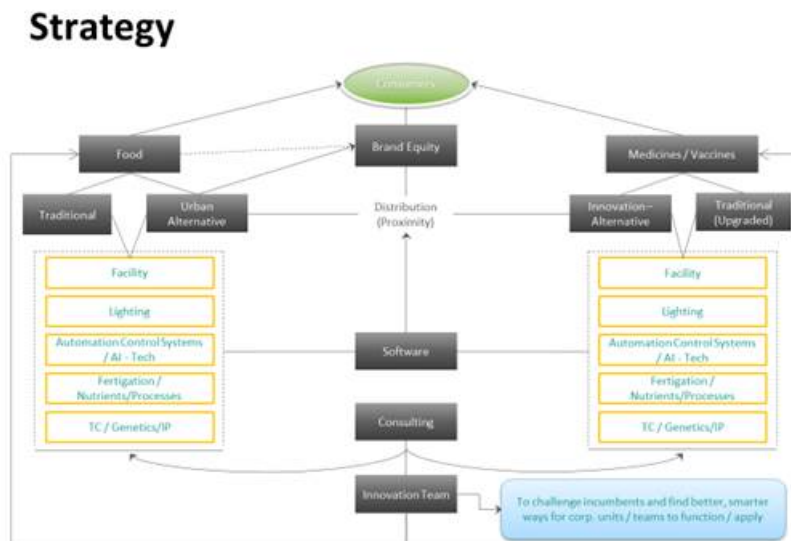 Strategy
Consumers
Food
Brand Equity
Medicines / Vaccines
Traditional
Urban
Alternative
Distribution
(Proximity)
Innovation–
Alternative
Traditional
(Upgraded)
Facility
Lighting
Automation Control Systems
/ AI - Tech
Fertigation /
Nutrients/Processes
TC / Genetics/IP
Software
Consulting
Innovation Team
Facility
Lighting
Automation Control Systems
/ AI - Tech
Fertigation /
Nutrients/Processes
TC / Genetics/IP
To challenge incumbents and find better, smarter
ways for corp. units / teams to function / apply